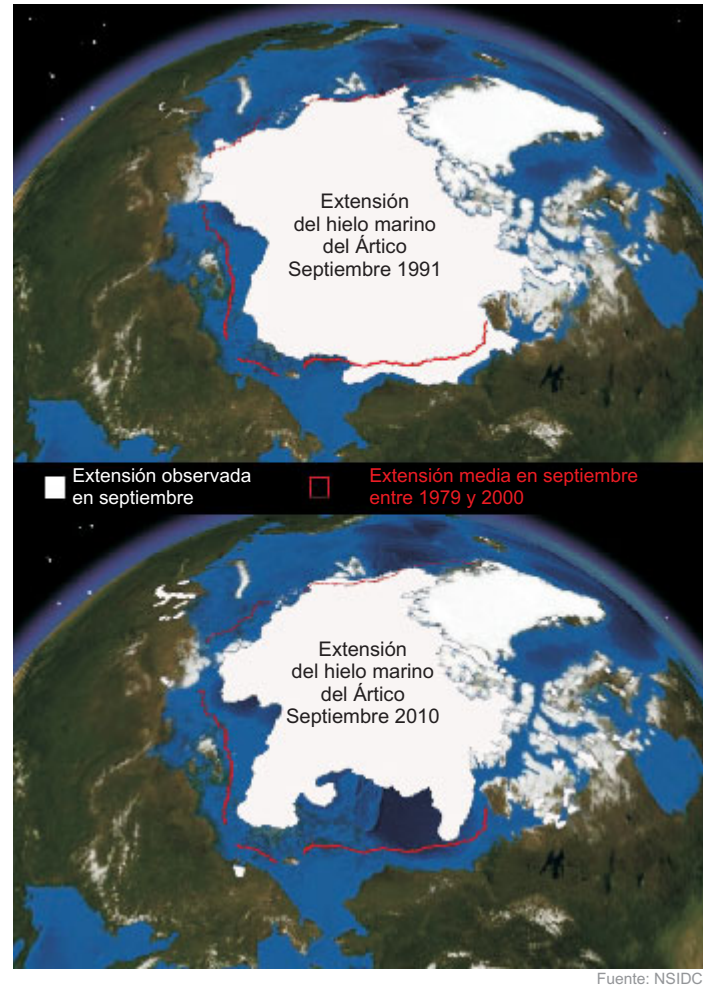 Extensión
del hielo marino
del Ártico
Septiembre 1991
Extensión observada
en septiembre
Extensión media en septiembre
entre 1979 y 2000
Extensión
del hielo marino
del Ártico
Septiembre 2010
Fuente: NSIDC